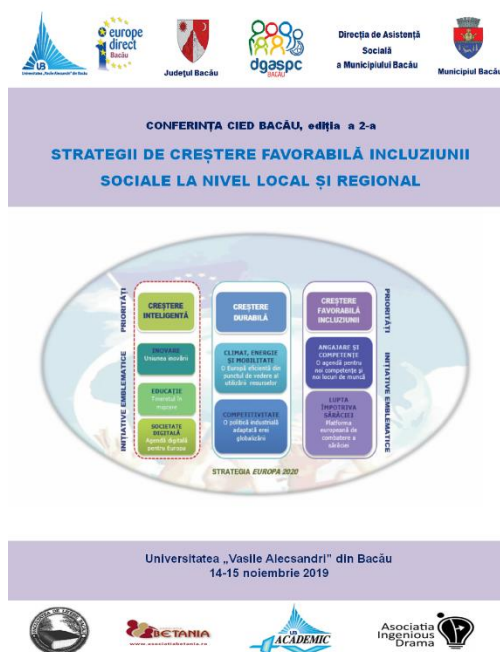 UB
Universitatea „Vasile Alecsandri” din Bacău
europe
direct
Bacău
Județul Bacău
dgaspc
BACĂU
Direcția de Asistență
Socială
a Municipiului Bacău
Municipiul Bacău
CONFERINȚA CIED BACĂU, ediția a 2-a
STRATEGII DE CREȘTERE FAVORABILĂ INCLUZIUNII
SOCIALE LA NIVEL LOCAL ȘI REGIONAL
PRIORITĂȚI
CREȘTERE
INTELIGENTĂ
CREȘTERE
DURABILĂ
CREȘTERE
FAVORABILĂ
INCLUZIUNII
PRIORITĂȚI
INIȚIATIVE EMBLEMATICE
INOVARE
Uniunea inovării
EDUCAȚIE
Tineretul în
mișcare
SOCIETATE
DIGITALĂ
Agendă digitală
pentru Europa
CLIMAT, ENERGIE
ȘI MOBILITATE
O Europă eficientă din
punctul de vedere al
utilizării resurselor
COMPETITIVITATE
O politică industrială
adaptată erei
globalizării
ANGAJARE ȘI
COMPETENȚE
O agendă pentru
noi competențe și
noi locuri de muncă
LUPTA
ÎMPOTRIVA
SĂRĂCIEI
Platforma
europeană de
combatere a
sărăciei
INIȚIATIVE EMBLEMATICE
STRATEGIA EUROPA 2020
Universitatea „Vasile Alecsandri” din Bacău
14-15 noiembrie 2019
BETANIA
www.asociatiabetania.ro
UB
ACADEMIC
Asociatia
Ingenious
Drama